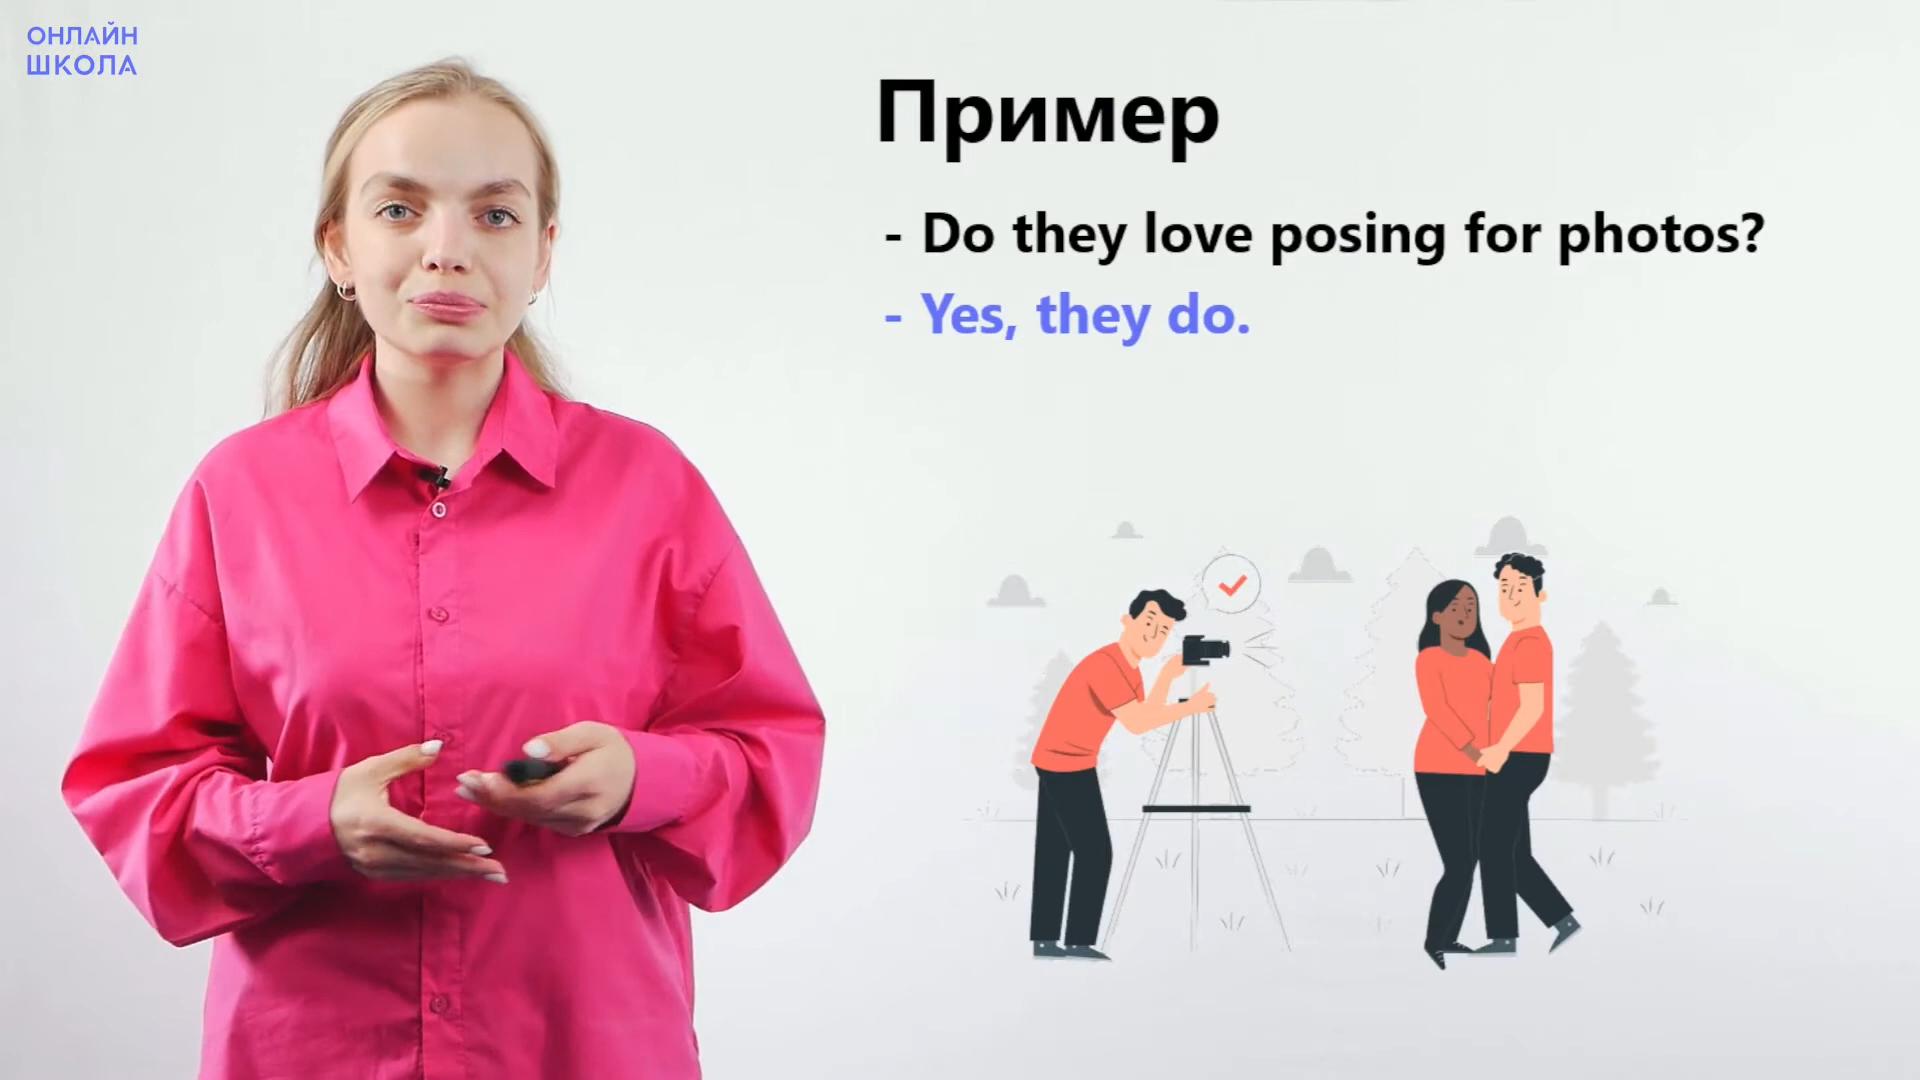 ОНЛАЙН
ШКОЛА
Пример
- Do they love posing for photos?
- Yes, they do.